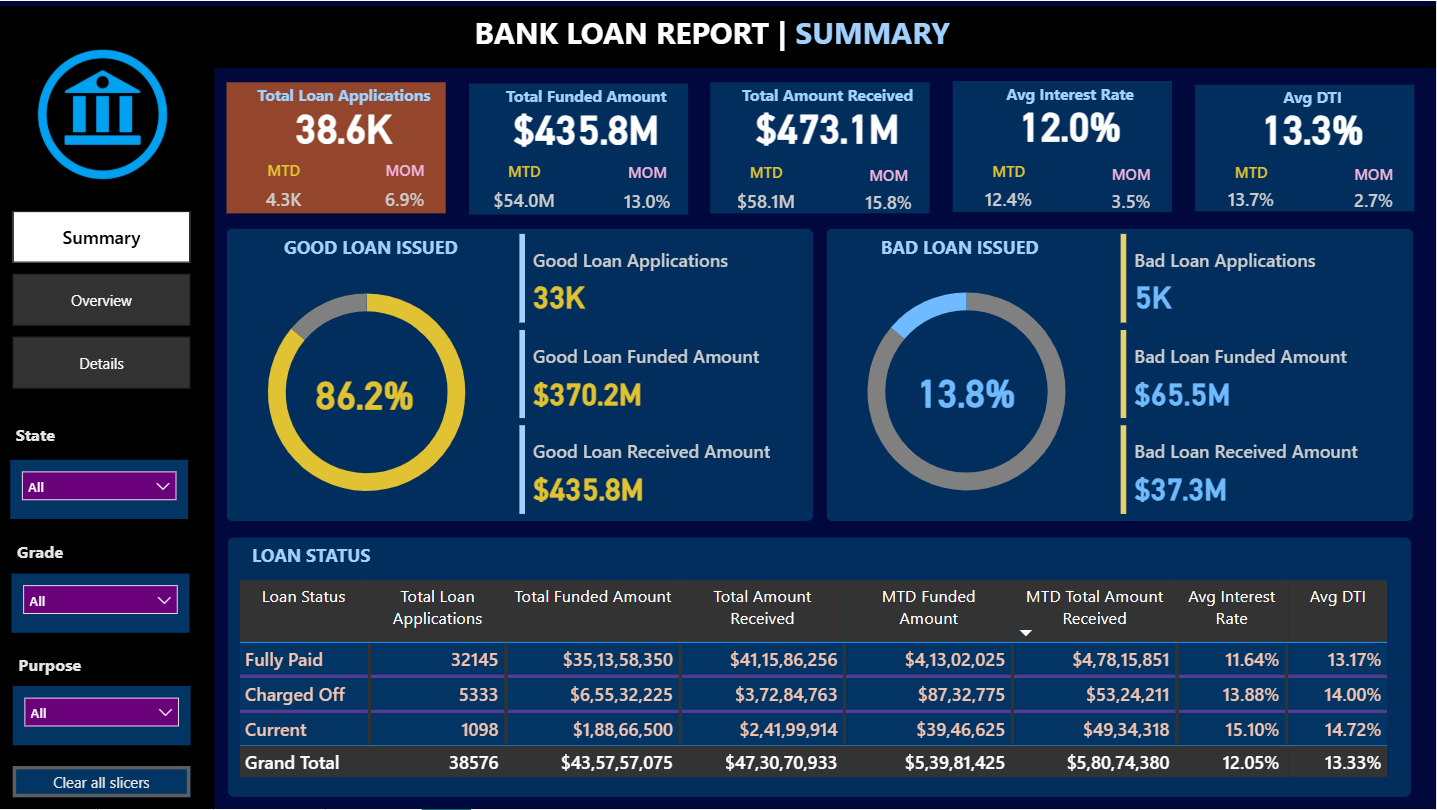 BANK LOAN REPORT | SUMMARY
Total Loan Applications
38.6K
MTD MOM
4.3K 6.9%
Total Funded Amount
$435.8M
MTD MOM
$54.0M 13.0%
Total Amount Received
$473.1M
MTD MOM
$58.1M 15.8%
Avg Interest Rate
12.0%
MTD MOM
12.4% 3.5%
Avg DTI
13.3%
MTD MOM
13.7% 2.7%
Summary
Overview
Details
State
All
Grade
All
Purpose
All
Clear all slicers
GOOD LOAN ISSUED
86.2%
Good Loan Applications
33K
Good Loan Funded Amount
$370.2M
Good Loan Received Amount
$435.8M
BAD LOAN ISSUED
13.8%
Bad Loan Applications
5K
Bad Loan Funded Amount
$65.5M
Bad Loan Received Amount
$37.3M
LOAN STATUS
Loan Status Total Loan Applications Total Funded Amount Total Amount Received MTD Funded Amount MTD Total Amount Received Avg Interest Rate Avg DTI
Fully Paid 32145 $35,13,58,350 $41,15,86,256 $4,13,02,025 $4,78,15,851 11.64% 13.17%
Charged Off 5333 $6,55,32,225 $3,72,84,763 $87,32,775 $53,24,211 13.88% 14.00%
Current 1098 $1,88,66,500 $2,41,99,914 $39,46,625 $49,34,318 15.10% 14.72%
Grand Total 38576 $43,57,57,075 $47,30,70,933 $5,39,81,425 $5,80,74,380 12.05% 13.33%